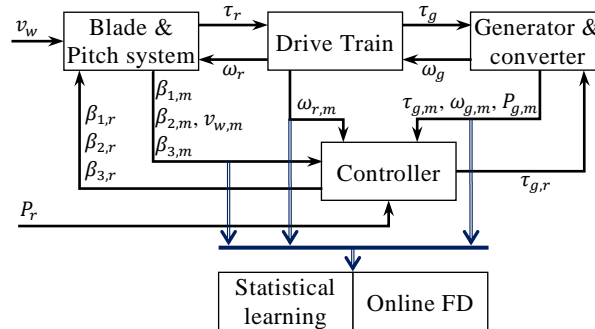 v_w
Blade &
Pitch system
τ_r
ω_r
Drive Train
τ_g
ω_g
Generator &
converter
β_{1,m}
β_{2,m}, v_{w,m}
β_{3,m}
ω_{r,m}
τ_{g,m}, ω_{g,m}, P_{g,m}
β_{1,r}
β_{2,r}
β_{3,r}
Controller
τ_{g,r}
P_r
Statistical
learning
Online FD